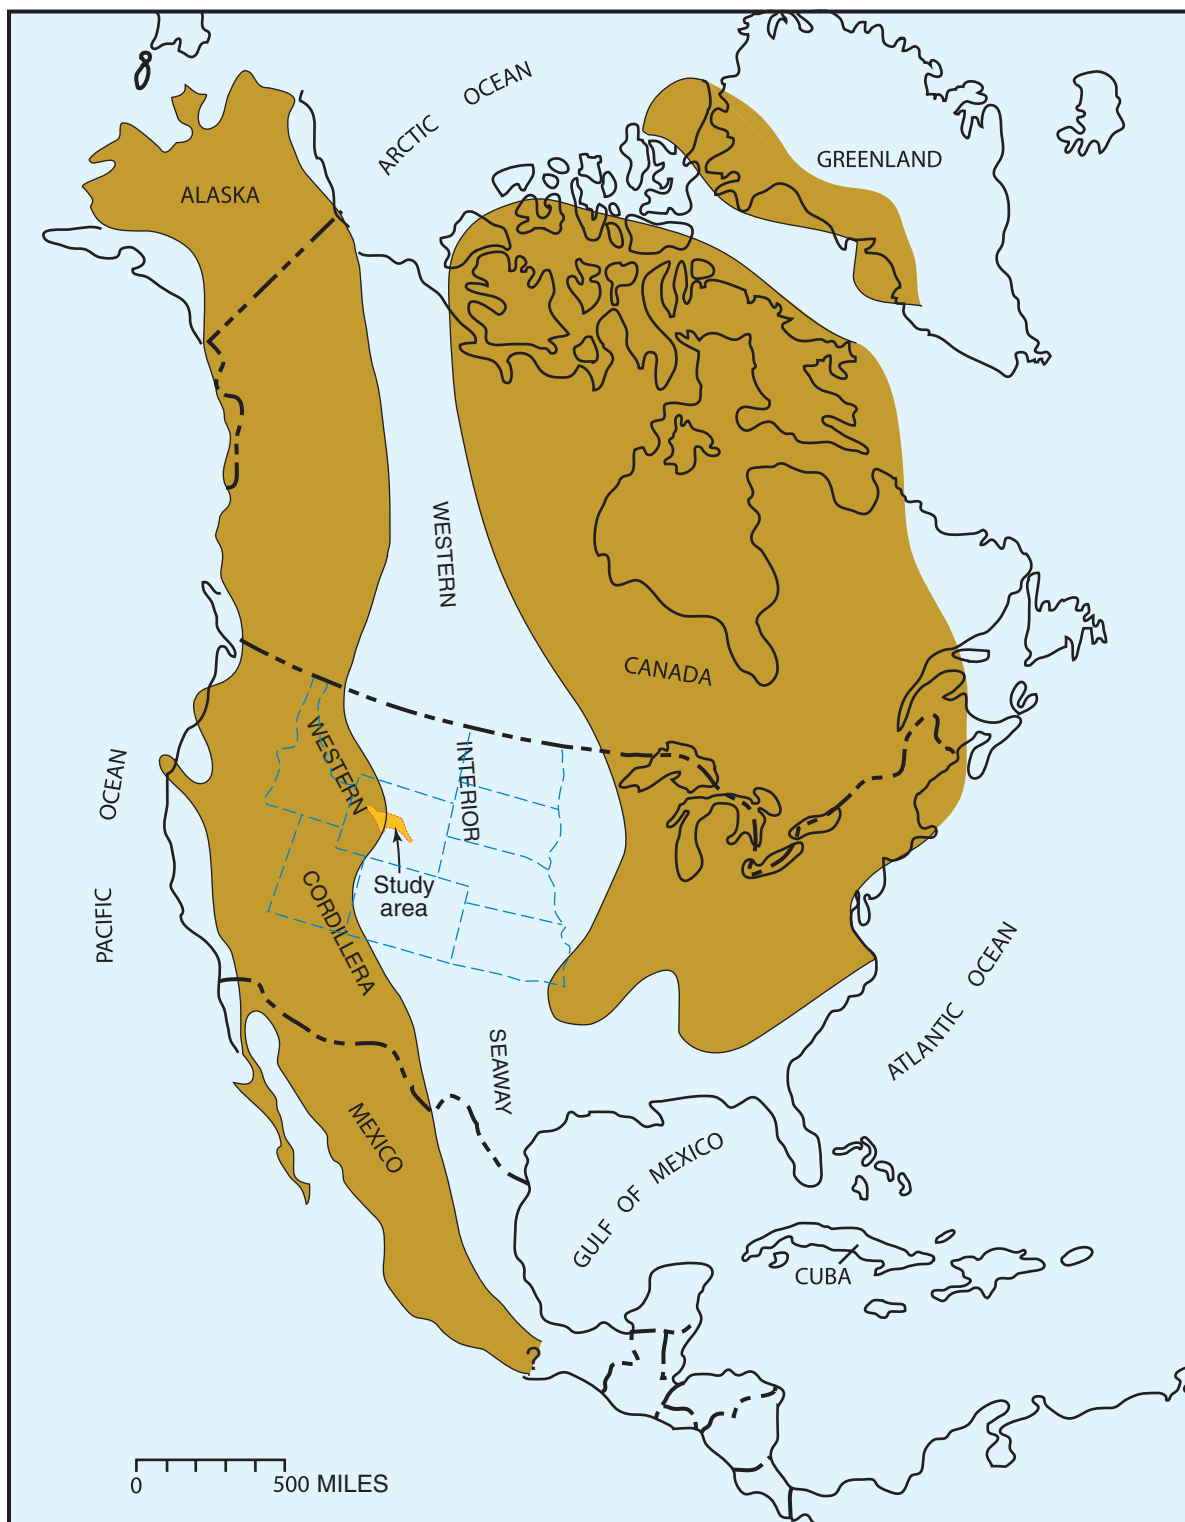 ARCTIC OCEAN
GREENLAND
ALASKA
WESTERN
CANADA
WESTERN
INTERIOR
PACIFIC OCEAN
Study
area
CORDILLERA
ATLANTIC OCEAN
SEAWAY
MEXICO
GULF OF MEXICO
CUBA
?
0 500 MILES